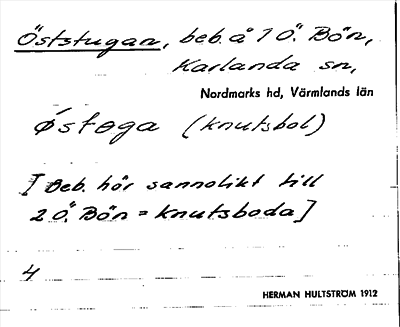 Öststugan, beb. å 1 Ö. Bön,
Karlanda sn,
Nordmarks hd, Värmlands län
østoga (knutsbol)
[Beb. hör sannolikt till
2 Ö. Bön = Knutsboda]
4
HERMAN HULTSTRÖM 1912